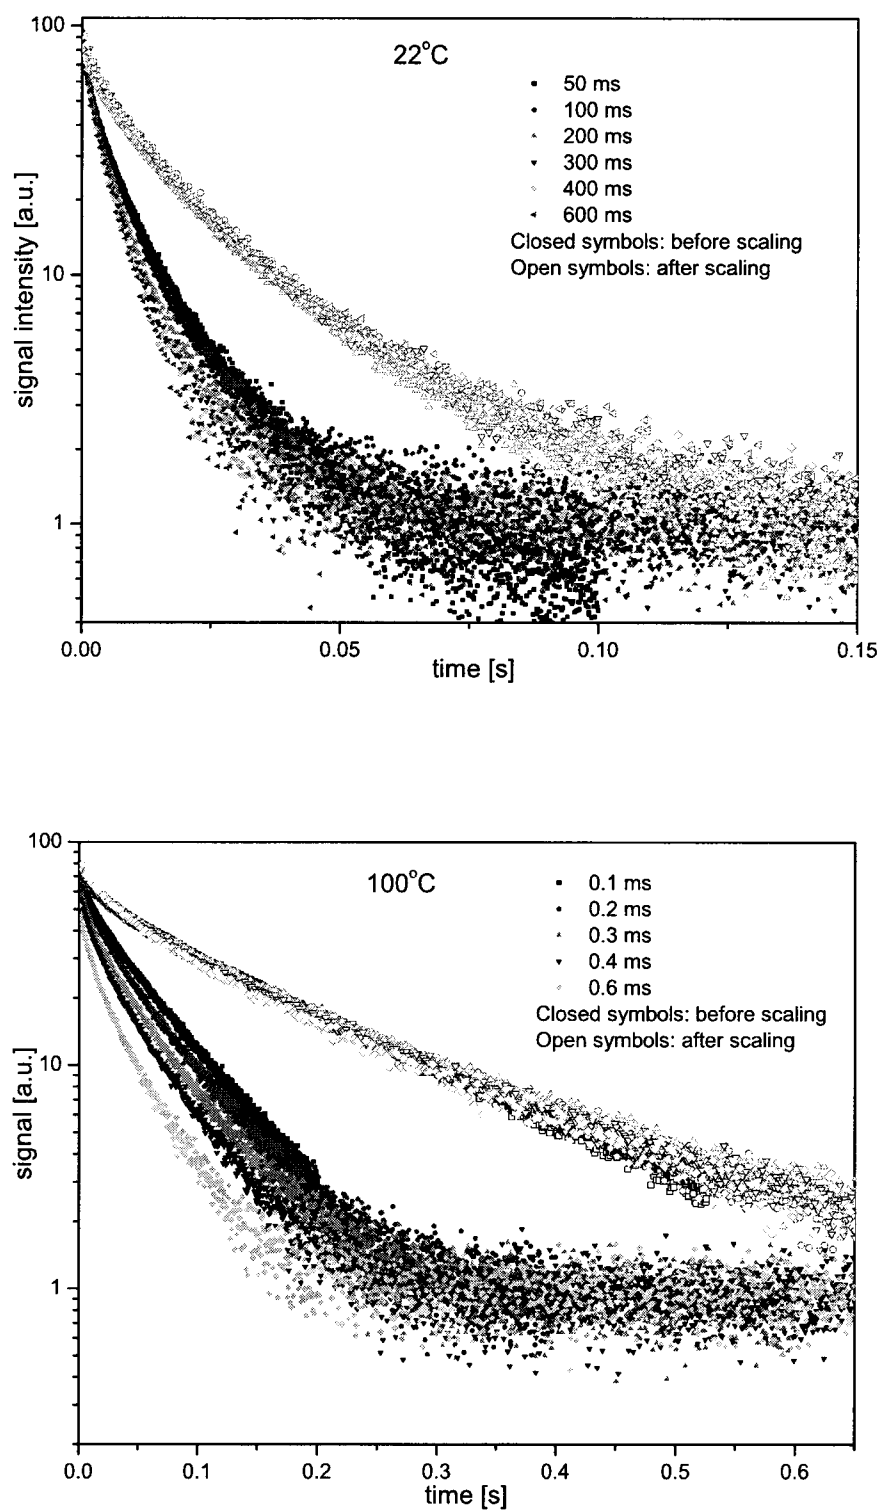 100
22°C
50 ms
100 ms
200 ms
300 ms
400 ms
600 ms
Closed symbols: before scaling
Open symbols: after scaling
signal intensity [a.u.]
10
1
0.00
0.05
0.10
0.15
time [s]
100
100°C
0.1 ms
0.2 ms
0.3 ms
0.4 ms
0.6 ms
Closed symbols: before scaling
Open symbols: after scaling
signal [a.u.]
10
1
0.0
0.1
0.2
0.3
0.4
0.5
0.6
time [s]